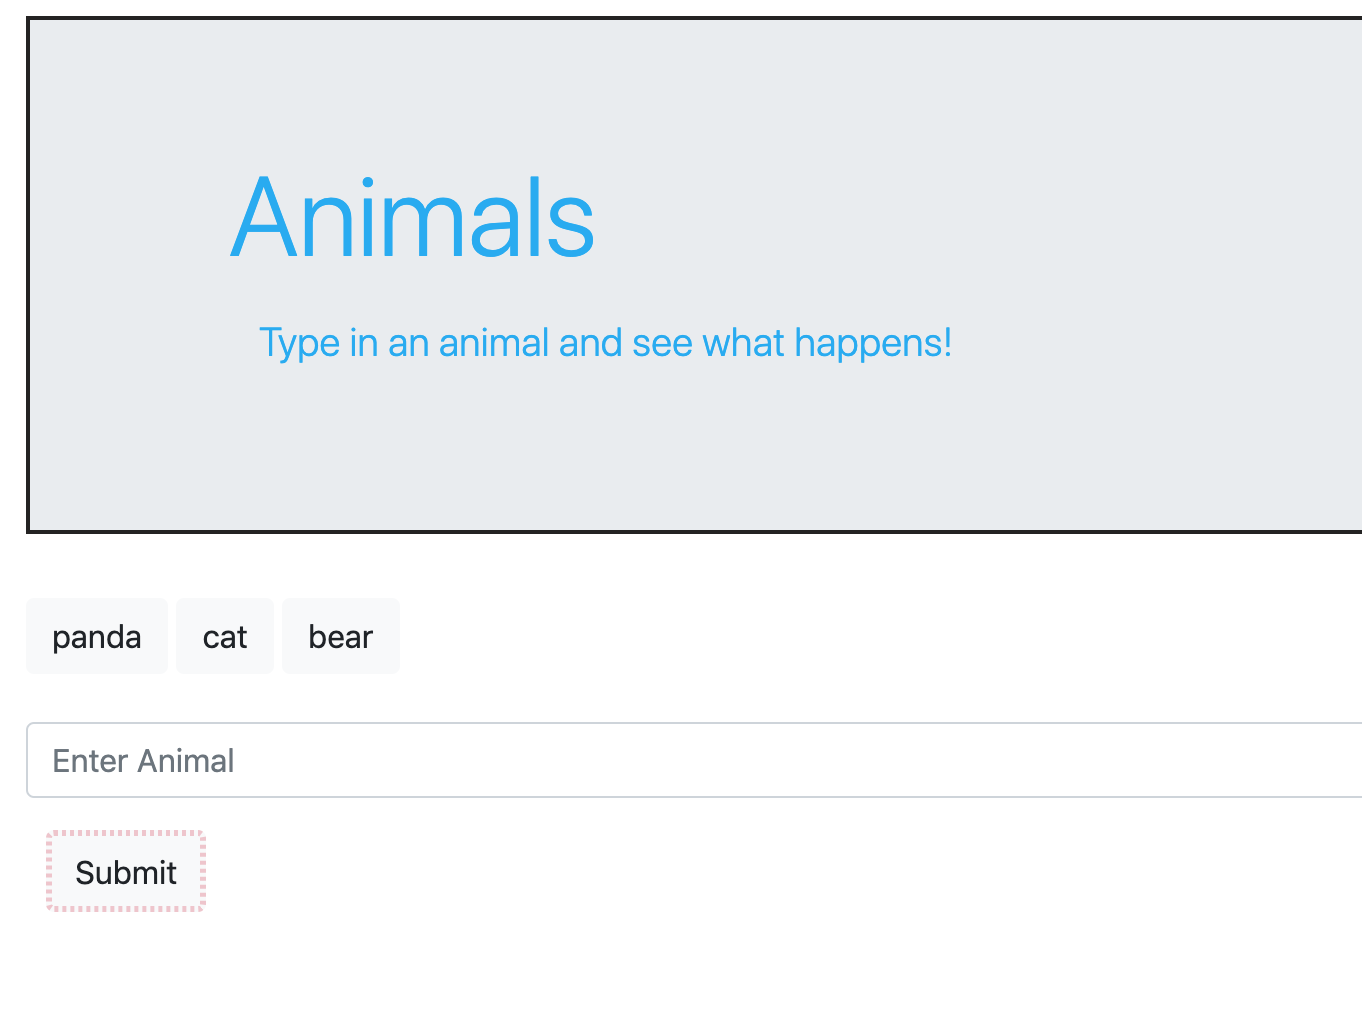 Animals
Type in an animal and see what happens!
panda cat bear
Enter Animal
Submit